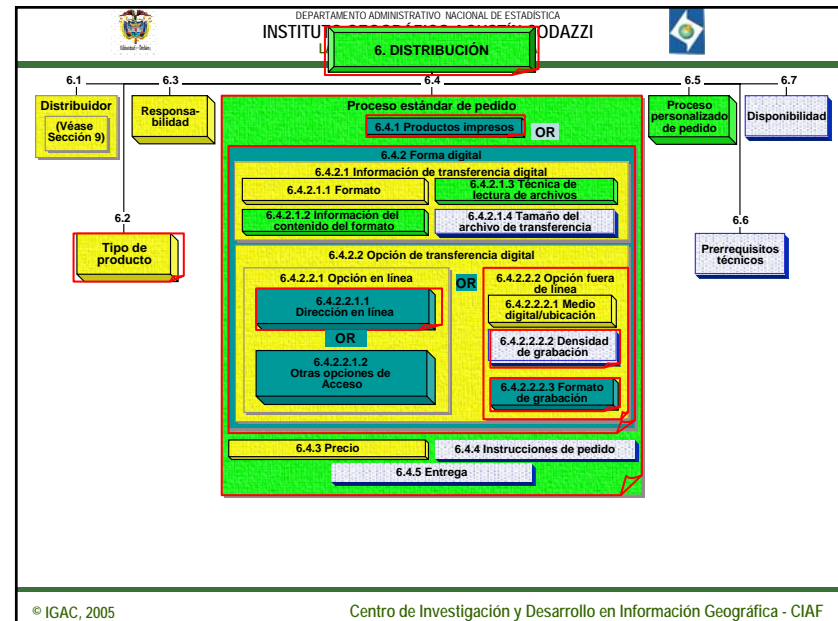 DEPARTAMENTO ADMINISTRATIVO NACIONAL DE ESTADÍSTICA
6. DISTRIBUCIÓN
6.1
6.3
6.4
6.5
6.7
Distribuidor
(Véase
Sección 9)
Responsa-
bilidad
Proceso estándar de pedido
6.4.1 Productos impresos
OR
6.4.2 Forma digital
6.4.2.1 Información de transferencia digital
6.4.2.1.1 Formato
6.4.2.1.3 Técnica de
lectura de archivos
6.4.2.1.2 Información del
contenido del formato
6.4.2.1.4 Tamaño del
archivo de transferencia
6.4.2.2 Opción de transferencia digital
6.4.2.2.1 Opción en línea
6.4.2.2.1.1
Dirección en línea
OR
6.4.2.2.1.2
Otras opciones de
Acceso
OR
6.4.2.2.2 Opción fuera
de línea
6.4.2.2.2.1 Medio
digital/ubicación
6.4.2.2.2.2 Densidad
de grabación
6.4.2.2.2.3 Formato
de grabación
6.4.3 Precio
6.4.4 Instrucciones de pedido
6.4.5 Entrega
Proceso
personalizado
de pedido
Disponibilidad
6.2
Tipo de
producto
6.6
Prerrequisitos
técnicos
© IGAC, 2005
Centro de Investigación y Desarrollo en Información Geográfica - CIAF